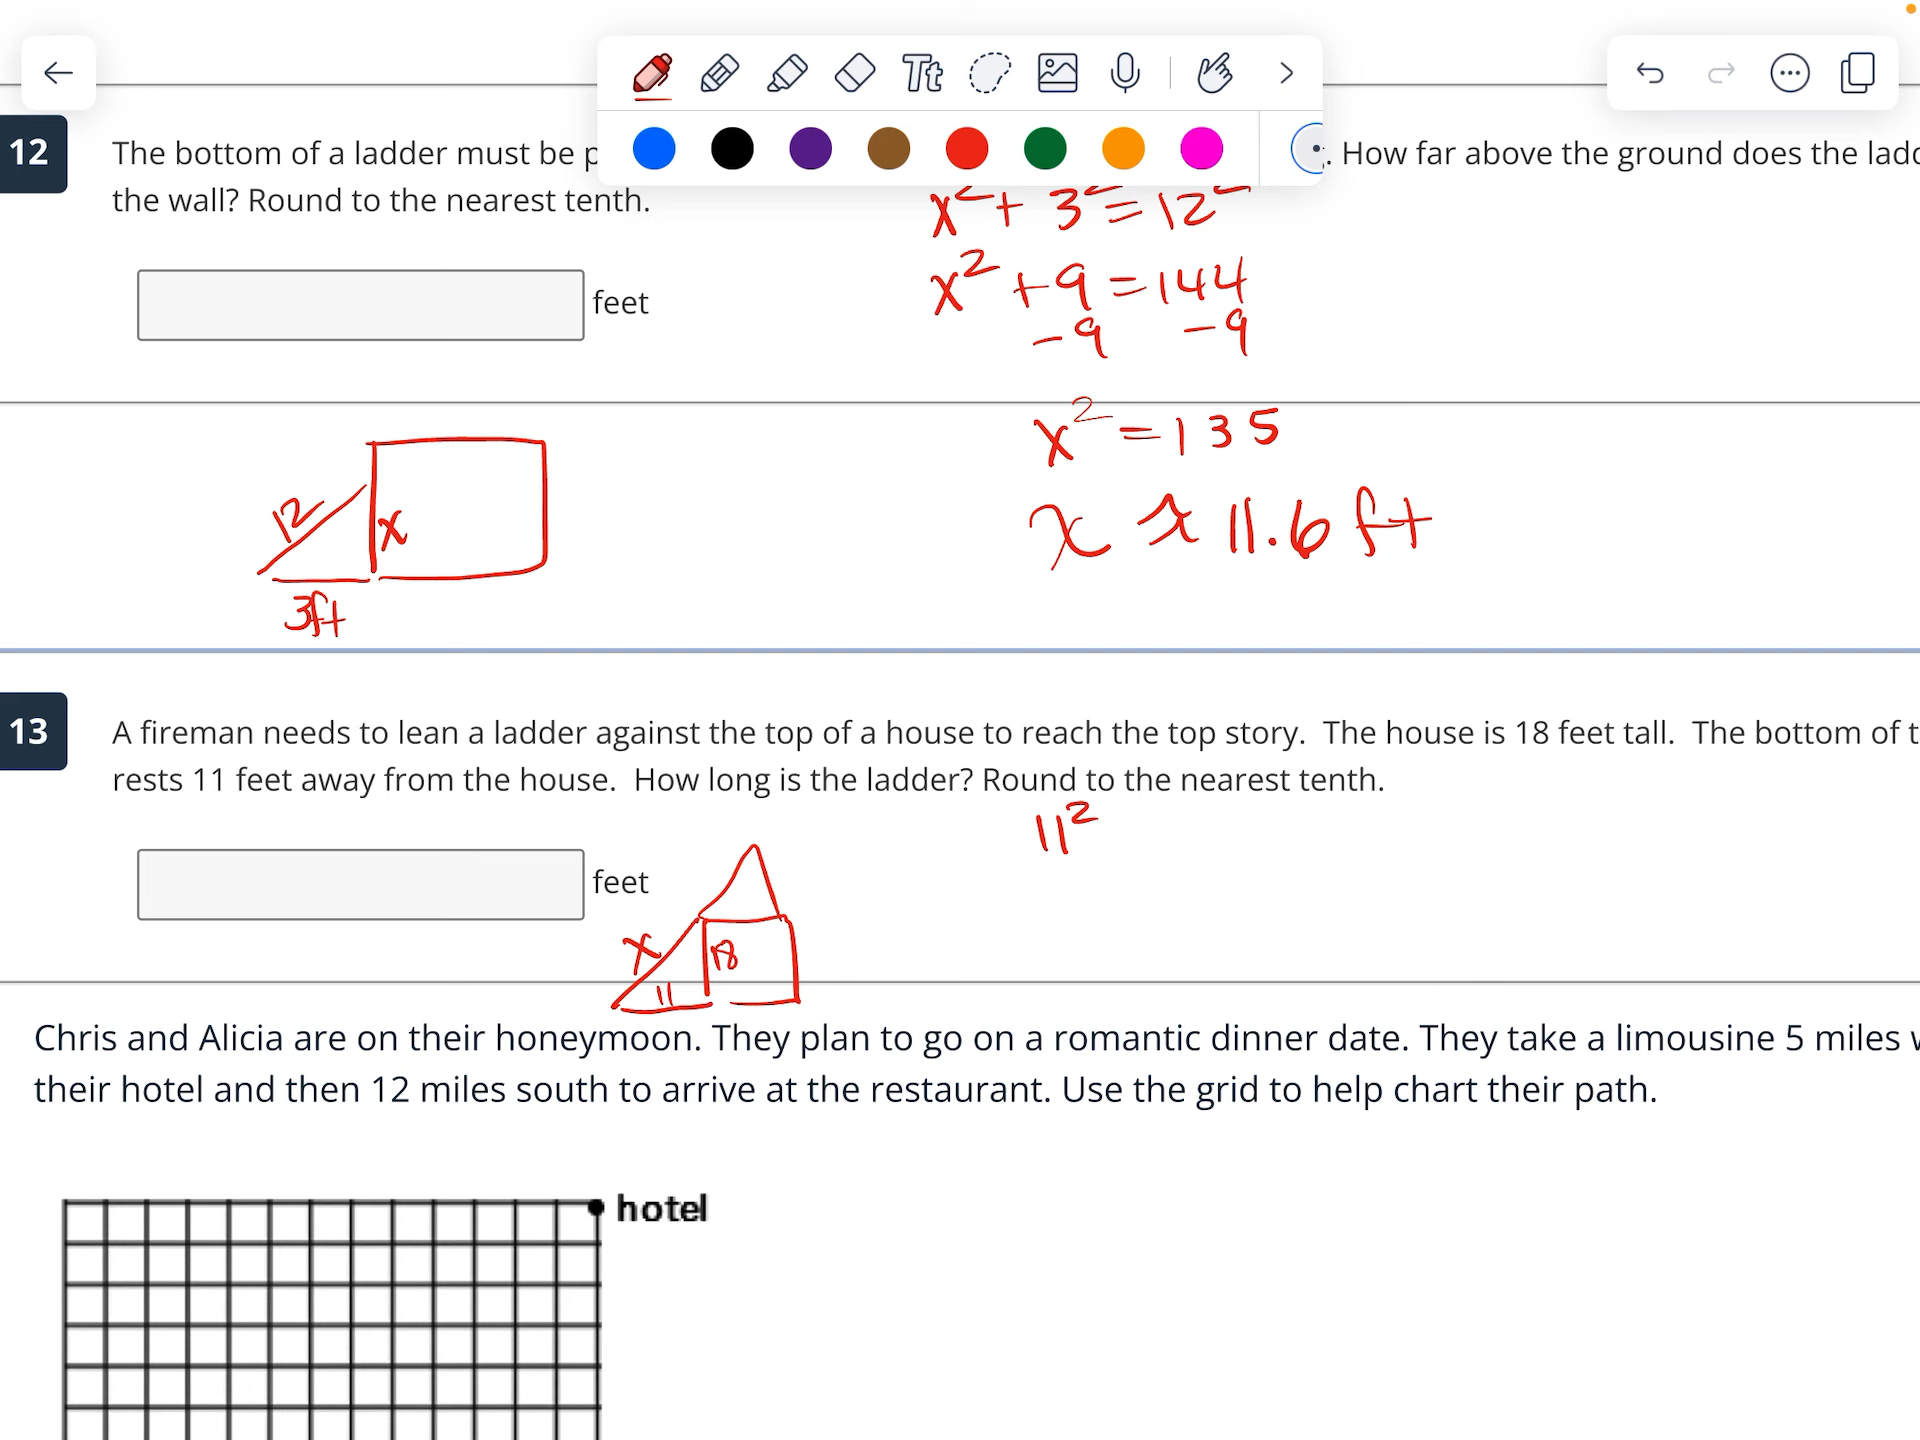 Tt
12
The bottom of a ladder must be p
. How far above the ground does the ladd
the wall? Round to the nearest tenth.
x² + 3² = 12²
feet
x² + 9 = 144
-9 -9
x² = 135
x ≈ 11.6 ft
12
x
3ft
13
A fireman needs to lean a ladder against the top of a house to reach the top story. The house is 18 feet tall. The bottom of t
rests 11 feet away from the house. How long is the ladder? Round to the nearest tenth.
11²
feet
x
18
11
Chris and Alicia are on their honeymoon. They plan to go on a romantic dinner date. They take a limousine 5 miles w
their hotel and then 12 miles south to arrive at the restaurant. Use the grid to help chart their path.
hotel